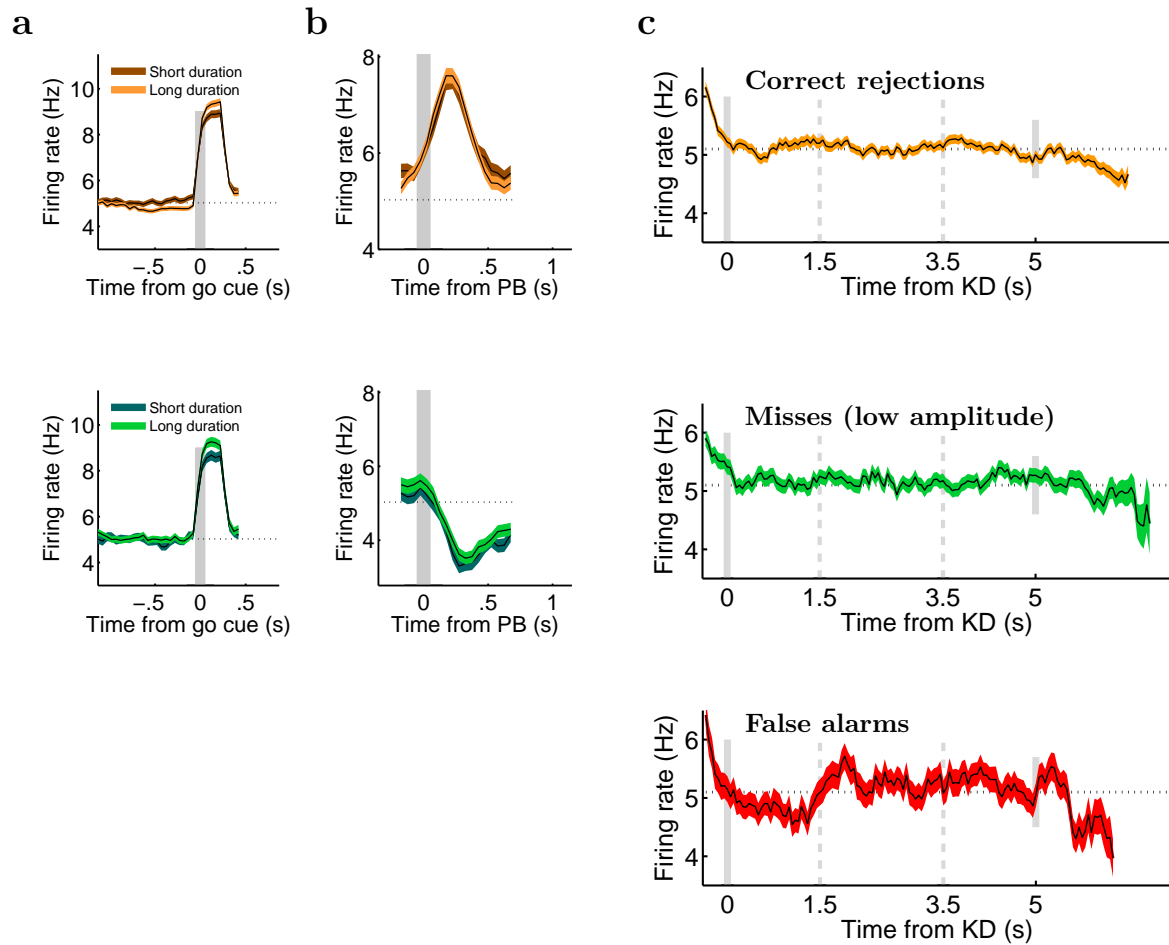 a
Short duration
Long duration
Firing rate (Hz)
10
8
6
4
−.5 0 .5
Time from go cue (s)
b
Firing rate (Hz)
8
6
4
0 .5 1
Time from PB (s)
c
Correct rejections
Firing rate (Hz)
6
5
4
0 1.5 3.5 5
Time from KD (s)
Short duration
Long duration
Firing rate (Hz)
10
8
6
4
−.5 0 .5
Time from go cue (s)
Firing rate (Hz)
8
6
4
0 .5 1
Time from PB (s)
Misses (low amplitude)
Firing rate (Hz)
6
5
4
0 1.5 3.5 5
Time from KD (s)
False alarms
Firing rate (Hz)
6
5
4
0 1.5 3.5 5
Time from KD (s)